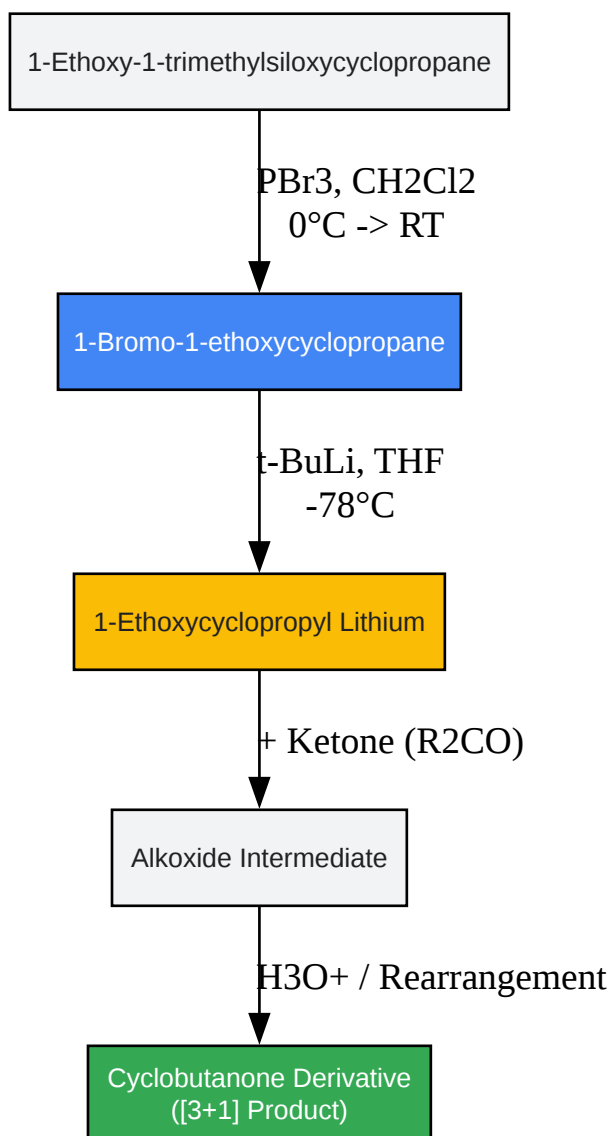 1-Ethoxy-1-trimethylsiloxycyclopropane
PBr3, CH2Cl2
0°C -> RT
1-Bromo-1-ethoxycyclopropane
t-BuLi, THF
-78°C
1-Ethoxycyclopropyl Lithium
+ Ketone (R2CO)
Alkoxide Intermediate
H3O+ / Rearrangement
Cyclobutanone Derivative
([3+1] Product)